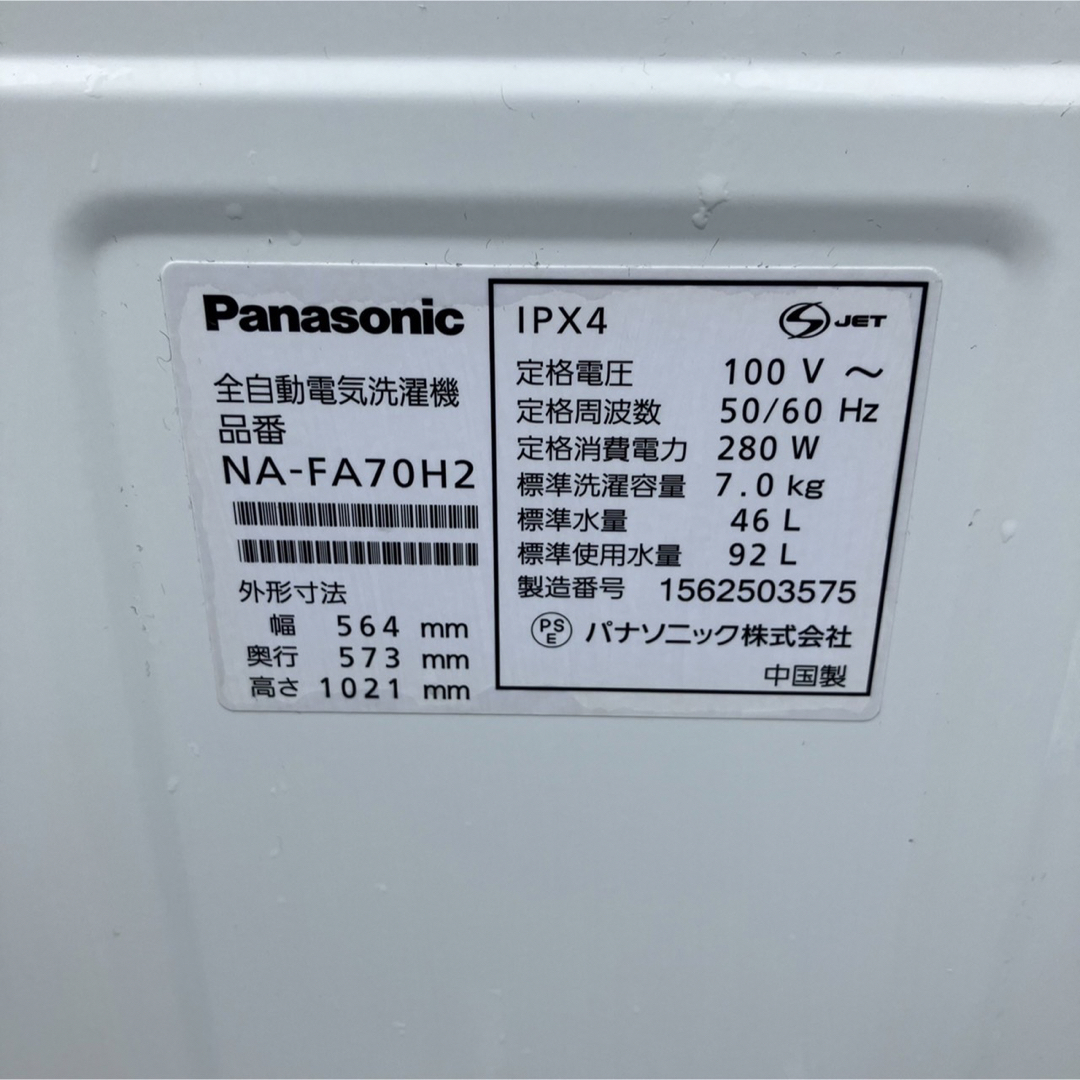 Panasonic
全自動電気洗濯機
品番
NA-FA70H2
外形寸法
幅 564 mm
奥行 573 mm
高さ 1021 mm
IPX4 S JET
定格電圧 100 V ～
定格周波数 50/60 Hz
定格消費電力 280 W
標準洗濯容量 7.0 kg
標準水量 46 L
標準使用水量 92 L
製造番号 1562503575
PS
E パナソニック株式会社
中国製